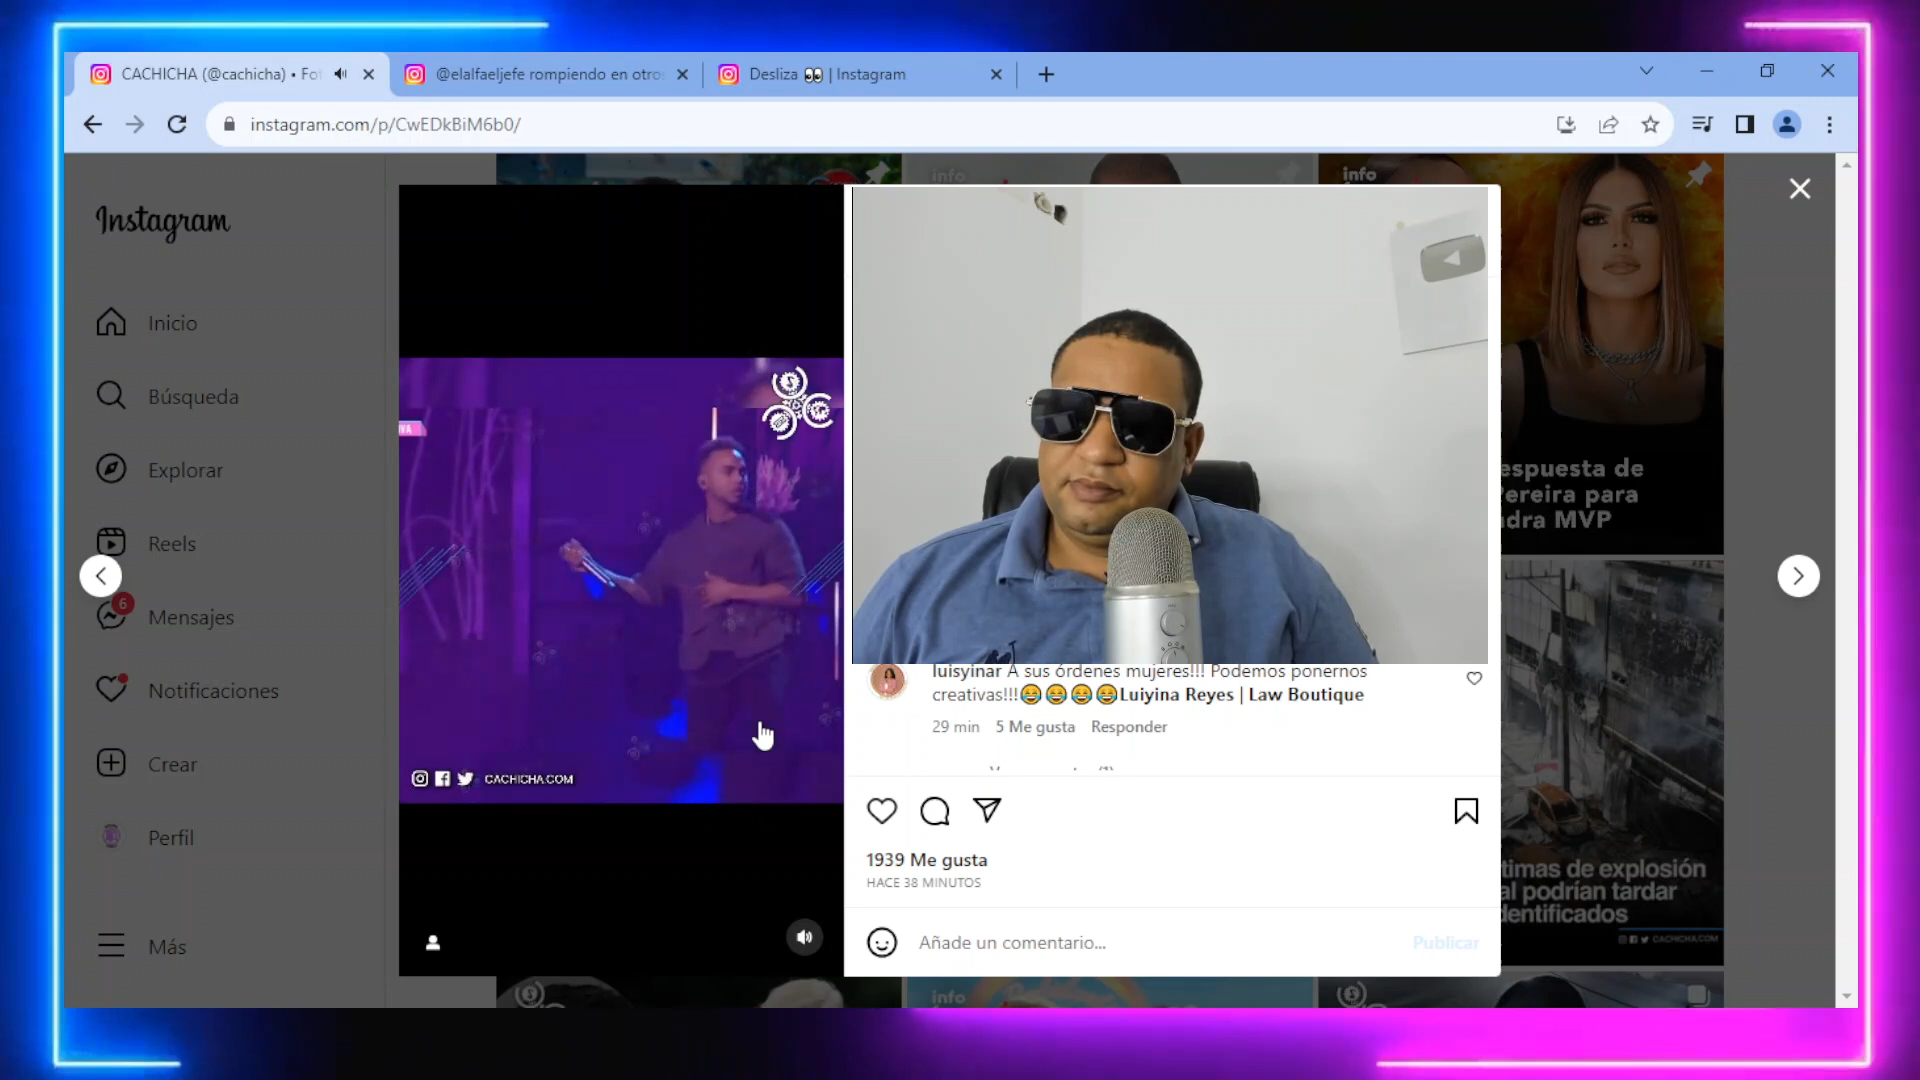 CACHICHA (@cachicha) • Fo
@elalfaeljefe rompiendo en otro
Desliza 👀 | Instagram
instagram.com/p/CwEDkBiM6b0/
Instagram
Inicio
Búsqueda
Explorar
Reels
6
Mensajes
Notificaciones
Crear
Perfil
Más
VA
CACHICHA.COM
info
info
espuesta de
ereira para
dra MVP
luisyinar A sus órdenes mujeres!!! Podemos ponernos
creativas!!!😂😂😂😂Luiyina Reyes | Law Boutique
29 min 5 Me gusta Responder
1939 Me gusta
HACE 38 MINUTOS
Añade un comentario...
Publicar
timas de explosión
al podrían tardar
dentificados
CACHICHA.COM
info